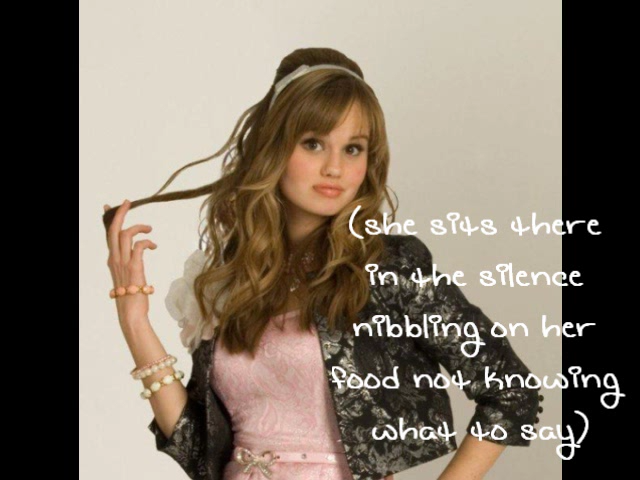 (she sits there
in the silence
nibbling on her
food not knowing
what to say)